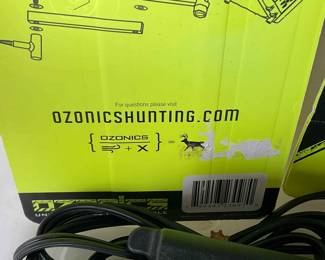 For questions please visit
OZONICSHUNTING.COM
OZONICS
+ X =